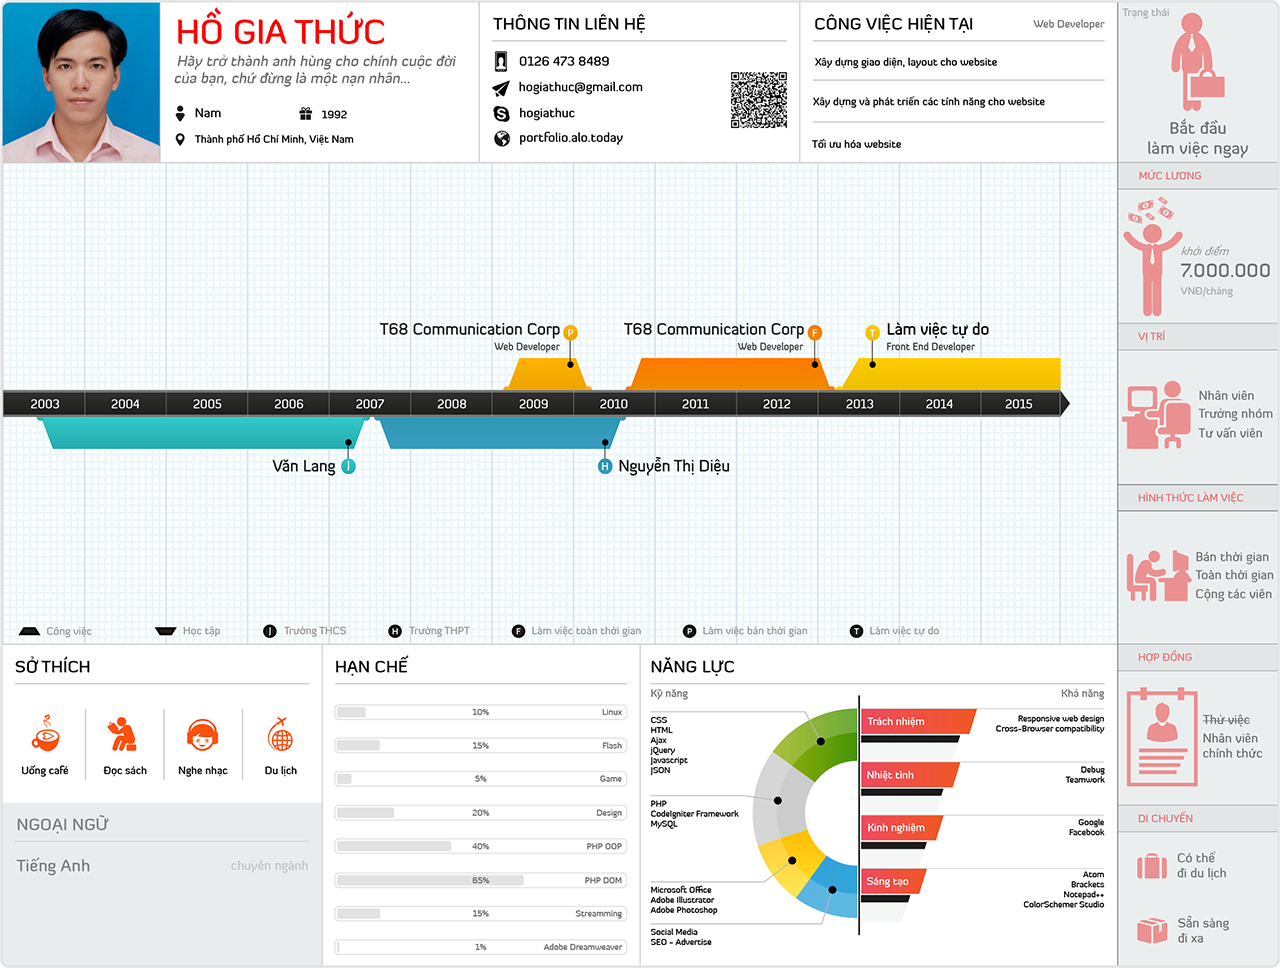 HỒ GIA THỨC
Hãy trở thành anh hùng cho chính cuộc đời
của bạn, chứ đừng là một nạn nhân...
Nam
1992
Thành phố Hồ Chí Minh, Việt Nam
THÔNG TIN LIÊN HỆ
0126 473 8489
hogiathuc@gmail.com
hogiathuc
portfolio.alo.today
CÔNG VIỆC HIỆN TẠI
Web Developer
Xây dựng giao diện, layout cho website
Xây dựng và phát triển các tính năng cho website
Tối ưu hóa website
Trạng thái
Bắt đầu
làm việc ngay
MỨC LƯƠNG
khởi điểm
7.000.000
VNĐ/tháng
VỊ TRÍ
Nhân viên
Trưởng nhóm
Tư vấn viên
HÌNH THỨC LÀM VIỆC
Bán thời gian
Toàn thời gian
Cộng tác viên
HỢP ĐỒNG
Thử việc
Nhân viên
chính thức
DI CHUYỂN
Có thể
đi du lịch
Sẵn sàng
đi xa
T68 Communication Corp P
Web Developer
T68 Communication Corp F
Web Developer
T Làm việc tự do
Front End Developer
2003 2004 2005 2006 2007 2008 2009 2010 2011 2012 2013 2014 2015
Văn Lang J
H Nguyễn Thị Diệu
Công việc
Học tập
J Trường THCS
H Trường THPT
F Làm việc toàn thời gian
P Làm việc bán thời gian
T Làm việc tự do
SỞ THÍCH
Uống café
Đọc sách
Nghe nhạc
Du lịch
NGOẠI NGỮ
Tiếng Anh
chuyên ngành
HẠN CHẾ
10% Linux
15% Flash
5% Game
20% Design
40% PHP OOP
65% PHP DOM
15% Streamming
1% Adobe Dreamweaver
NĂNG LỰC
Kỹ năng
Khả năng
CSS
HTML
Ajax
jQuery
Javascript
JSON
PHP
CodeIgniter Framework
MySQL
Microsoft Office
Adobe Illustrator
Adobe Photoshop
Social Media
SEO - Advertise
Trách nhiệm
Nhiệt tình
Kinh nghiệm
Sáng tạo
Responsive web design
Cross-Browser compatibility
Debug
Teamwork
Google
Facebook
Atom
Brackets
Notepad++
ColorSchemer Studio